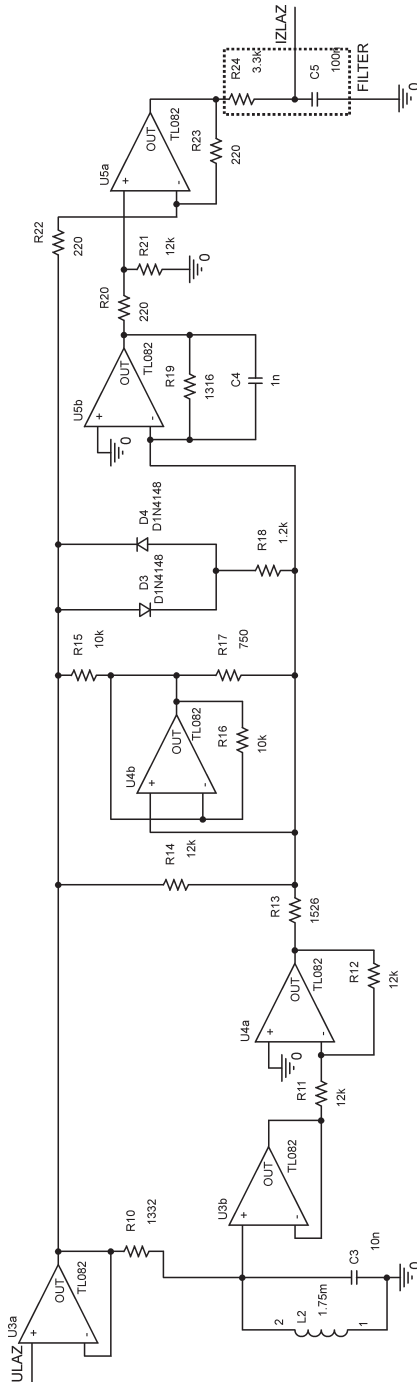 ULAZ
U3a
+
-
OUT
TL082
R10
1332
2
L2
1.75m
1
C3
10n
0
U3b
+
-
OUT
TL082
R11
12k
0
U4a
+
-
OUT
TL082
R12
12k
R13
1526
R14
12k
U4b
+
-
OUT
TL082
R16
10k
R15
10k
R17
750
D3
D1N4148
D4
D1N4148
R18
1.2k
U5b
+
-
0
OUT
TL082
R19
1316
C4
1n
R20
220
R21
12k
0
R22
220
U5a
+
-
OUT
TL082
R23
220
R24
3.3k
IZLAZ
C5
100n
FILTER
0